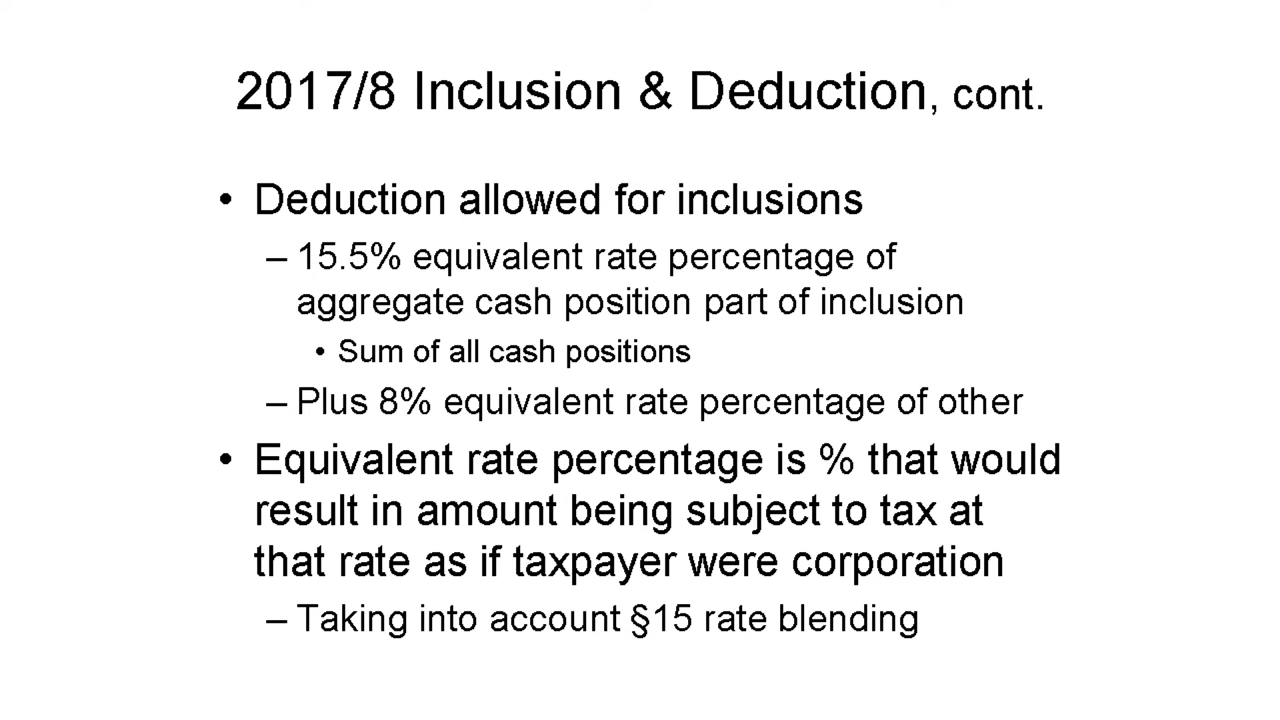 2017/8 Inclusion & Deduction, cont.
• Deduction allowed for inclusions
– 15.5% equivalent rate percentage of
aggregate cash position part of inclusion
• Sum of all cash positions
– Plus 8% equivalent rate percentage of other
• Equivalent rate percentage is % that would
result in amount being subject to tax at
that rate as if taxpayer were corporation
– Taking into account §15 rate blending